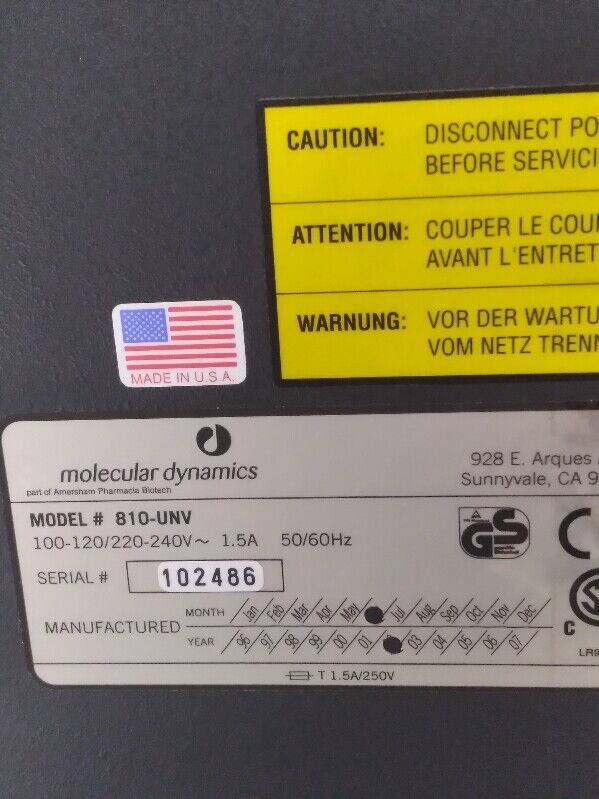 CAUTION: DISCONNECT PO
BEFORE SERVICI
ATTENTION: COUPER LE COU
AVANT L'ENTRET
WARNUNG: VOR DER WARTU
VOM NETZ TRENN
MADE IN U.S.A.
molecular dynamics
part of Amersham Pharmacia Biotech
928 E. Arques
Sunnyvale, CA 9
MODEL # 810-UNV
100-120/220-240V~ 1.5A 50/60Hz
GS
SERIAL # 102486
MANUFACTURED
MONTH Jan Feb Mar Apr May Jul Aug Sep Oct Nov Dec
YEAR 96 97 98 99 00 01 03 04 05 06 07
C
LR9
T 1.5A/250V